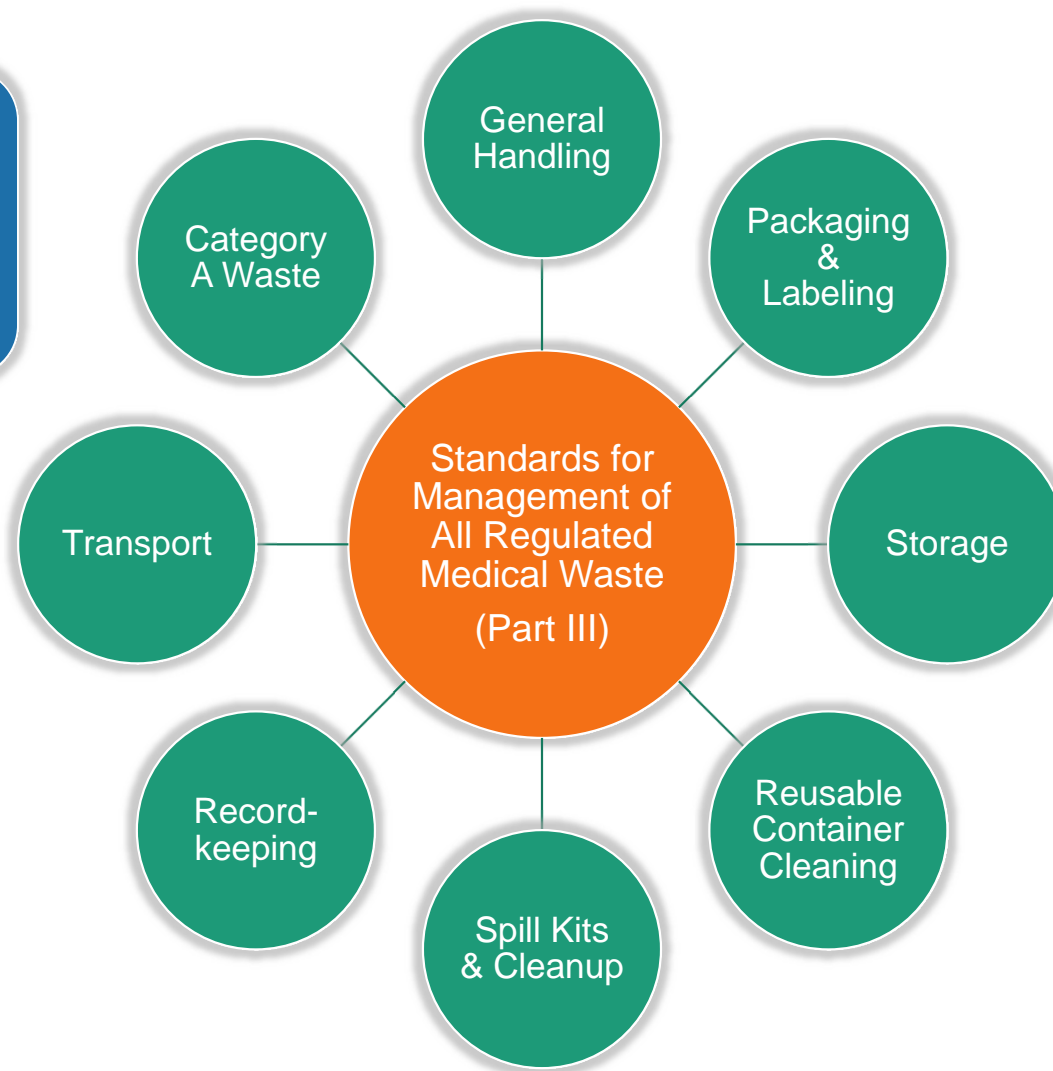 General
Handling
Packaging
&
Labeling
Storage
Reusable
Container
Cleaning
Spill Kits
& Cleanup
Record-
keeping
Transport
Category
A Waste
Standards for
Management of
All Regulated
Medical Waste
(Part III)